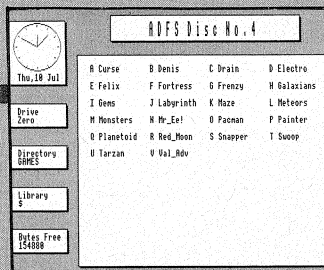 ADFS Disc No.4
Thu,10 Jul
A Curse B Denis C Drain D Electro
E Felix F Fortress G Frenzy H Galaxians
I Gems J Labyrinth K Maze L Meteors
M Monsters N Mr_Ee! O Pacman P Painter
Q Planetoid R Red_Moon S Snapper T Swoop
U Tarzan V Val_Adv
Drive
Zero
Directory
GAMES
Library
$
Bytes Free
154880